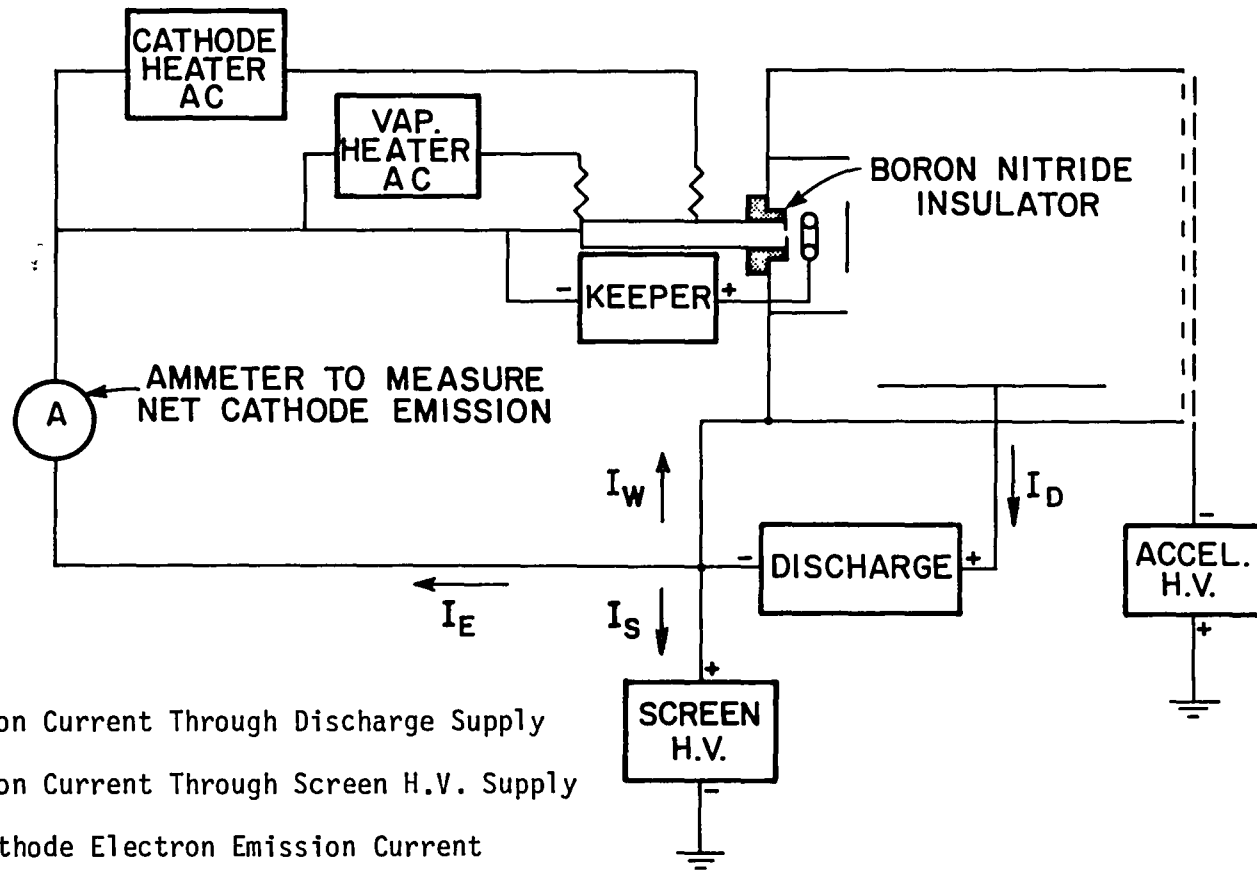 CATHODE
HEATER
AC
VAP.
HEATER
AC
BORON NITRIDE
INSULATOR
- KEEPER +
AMMETER TO MEASURE
NET CATHODE EMISSION
A
I_W
I_D
- DISCHARGE +
-
ACCEL.
H.V.
+
I_E
I_S
+
SCREEN
H.V.
-
on Current Through Discharge Supply
on Current Through Screen H.V. Supply
thode Electron Emission Current